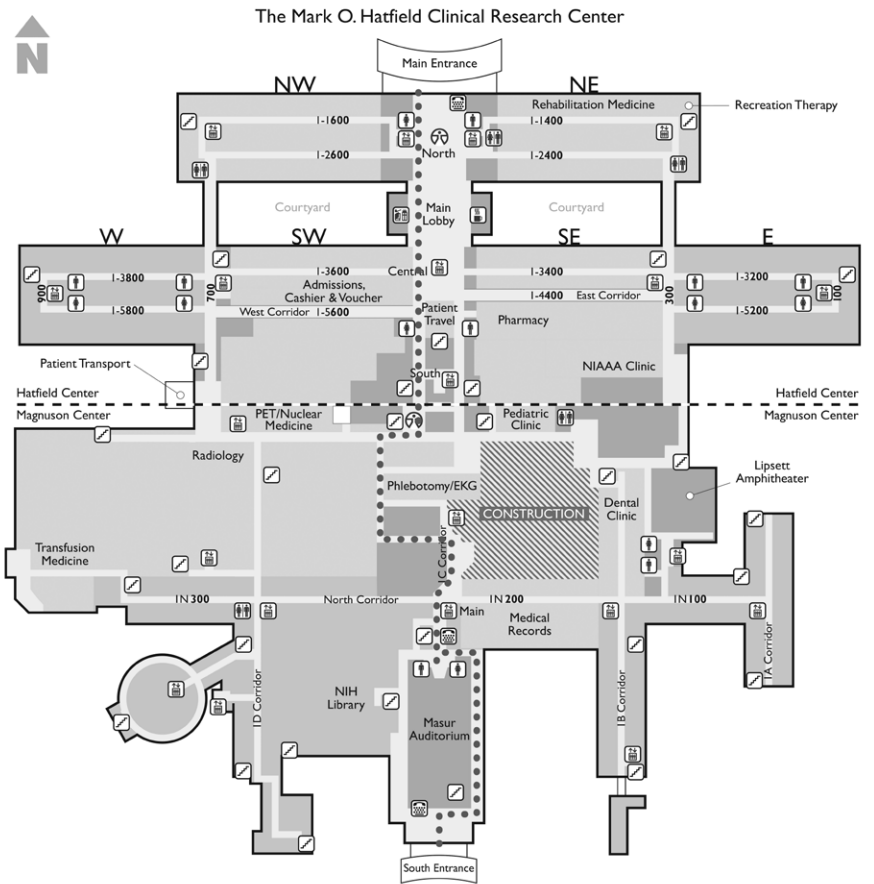 The Mark O. Hatfield Clinical Research Center
N
Main Entrance
NW
NE
Rehabilitation Medicine
Recreation Therapy
1-1600
1-1400
North
1-2600
1-2400
Courtyard
Main
Lobby
Courtyard
W
SW
SE
E
1-3800
1-3600
Central
1-3400
1-3200
900
700
Admissions,
Cashier & Voucher
1-4400
East Corridor
300
100
1-5800
West Corridor
1-5600
Patient
Travel
Pharmacy
1-5200
Patient Transport
South
NIAAA Clinic
Hatfield Center
Hatfield Center
Magnuson Center
Magnuson Center
PET/Nuclear
Medicine
Pediatric
Clinic
Radiology
Lipsett
Amphitheater
Phlebotomy/EKG
CONSTRUCTION
Dental
Clinic
1C Corridor
Transfusion
Medicine
1N 300
North Corridor
1N 200
1N100
Main
Medical
Records
1A Corridor
1D Corridor
NIH
Library
1B Corridor
Masur
Auditorium
South Entrance